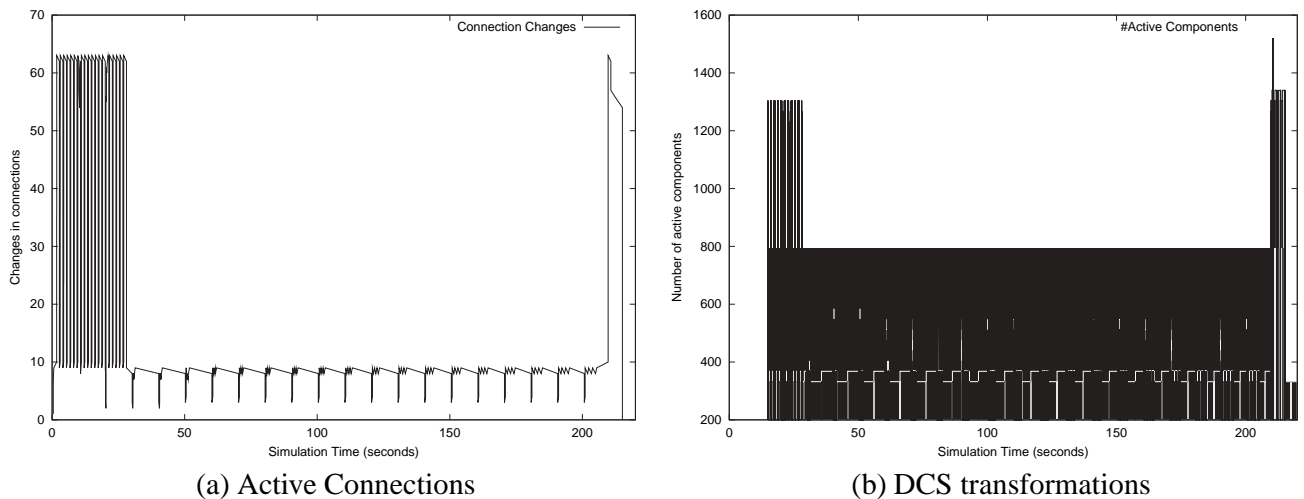 70
60
50
40
30
20
10
0
0 50 100 150 200
Changes in connections
Simulation Time (seconds)
Connection Changes
(a) Active Connections
1600
1400
1200
1000
800
600
400
200
0 50 100 150 200
Number of active components
Simulation Time (seconds)
#Active Components
(b) DCS transformations